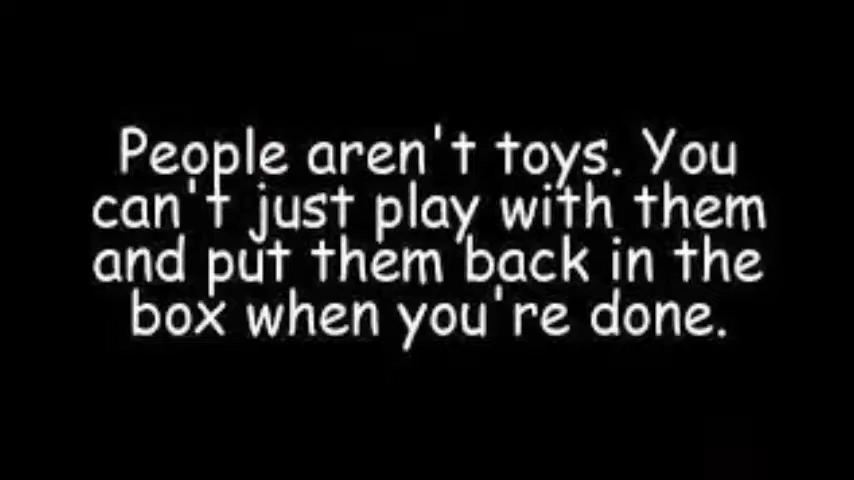 People aren't toys. You
can't just play with them
and put them back in the
box when you're done.